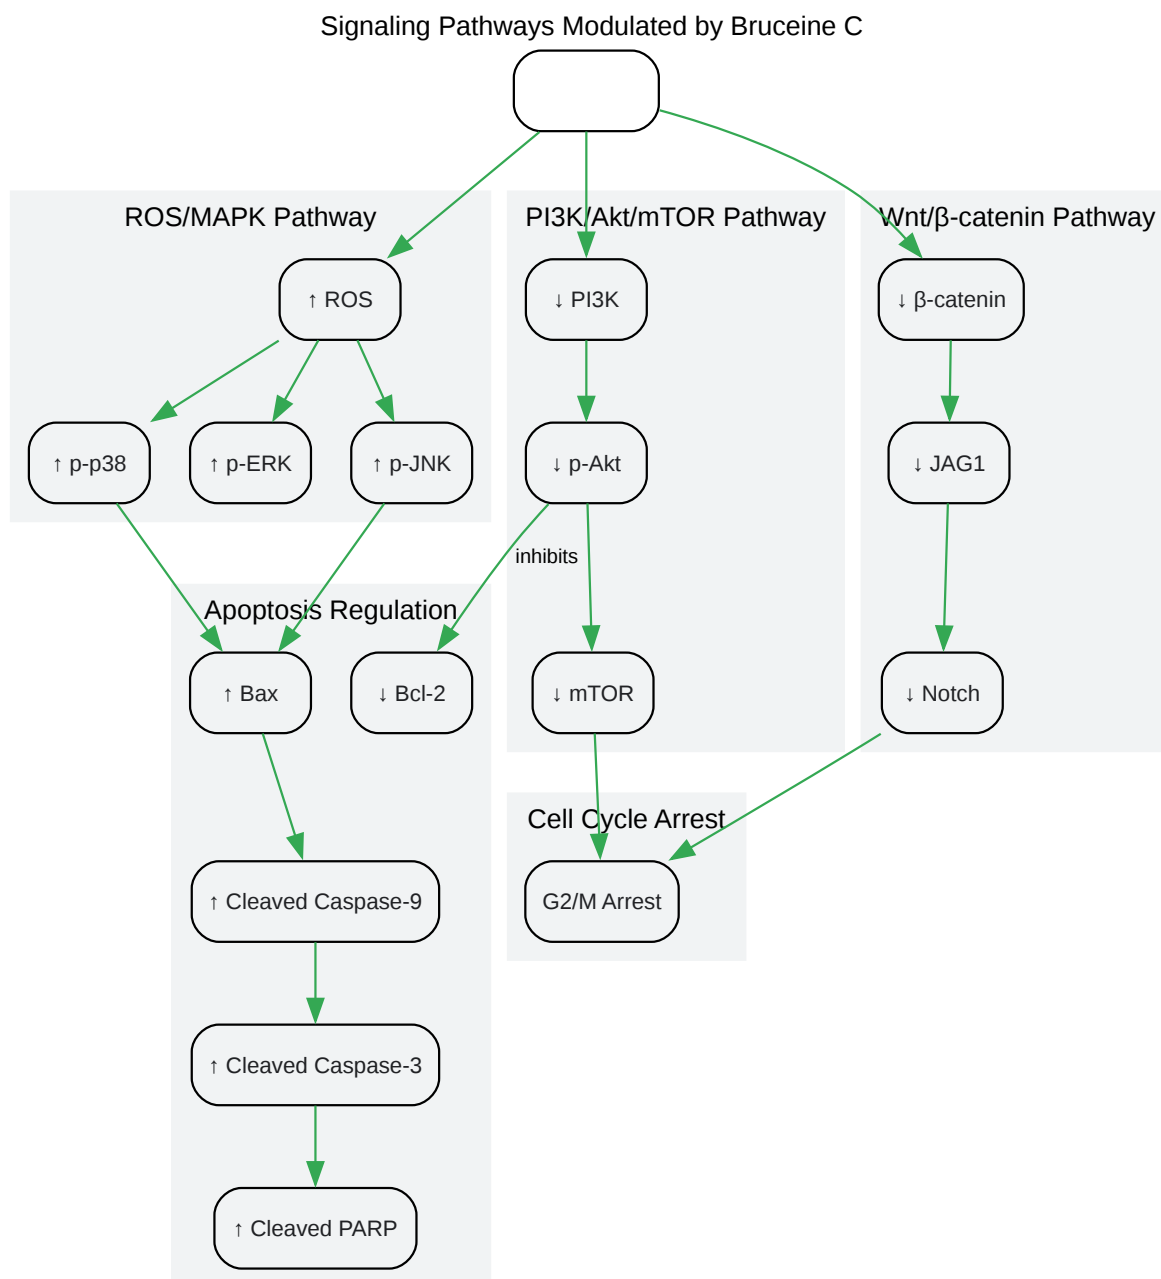 Signaling Pathways Modulated by Bruceine C
ROS/MAPK Pathway
PI3K/Akt/mTOR Pathway
Wnt/β-catenin Pathway
↑ ROS
↓ PI3K
↓ β-catenin
↑ p-p38
↑ p-ERK
↑ p-JNK
↓ p-Akt
↓ JAG1
inhibits
Apoptosis Regulation
↑ Bax
↓ Bcl-2
↓ mTOR
↓ Notch
Cell Cycle Arrest
↑ Cleaved Caspase-9
G2/M Arrest
↑ Cleaved Caspase-3
↑ Cleaved PARP